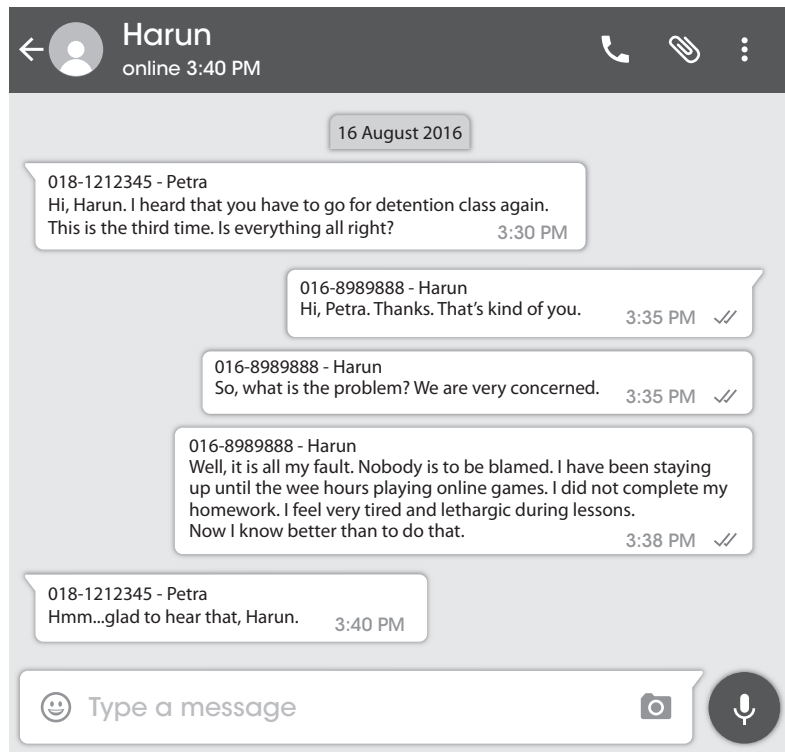 Harun
online 3:40 PM
16 August 2016
018-1212345 - Petra
Hi, Harun. I heard that you have to go for detention class again.
This is the third time. Is everything all right?
3:30 PM
016-8989888 - Harun
Hi, Petra. Thanks. That’s kind of you.
3:35 PM
016-8989888 - Harun
So, what is the problem? We are very concerned.
3:35 PM
016-8989888 - Harun
Well, it is all my fault. Nobody is to be blamed. I have been staying
up until the wee hours playing online games. I did not complete my
homework. I feel very tired and lethargic during lessons.
Now I know better than to do that.
3:38 PM
018-1212345 - Petra
Hmm...glad to hear that, Harun.
3:40 PM
Type a message